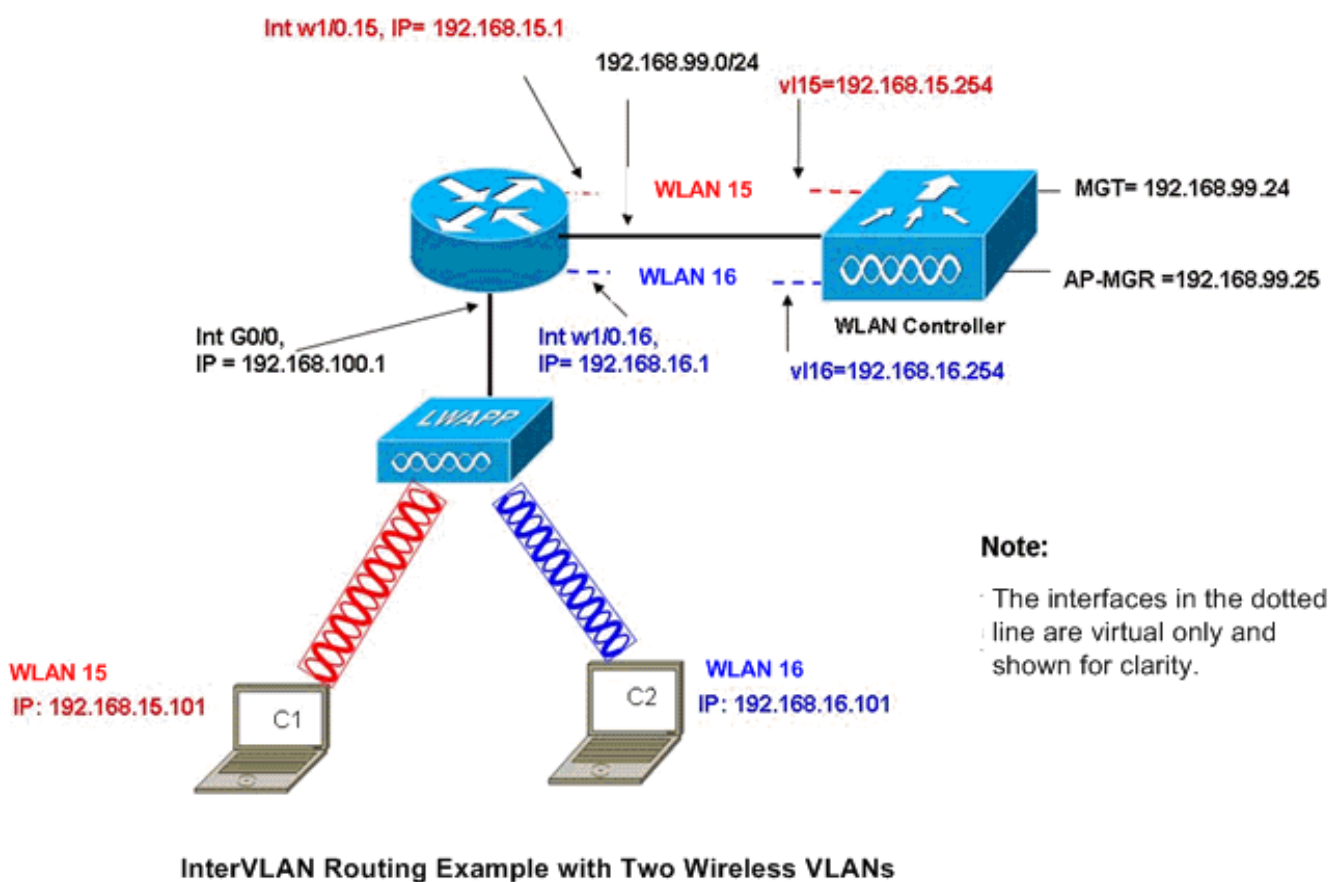 Int w1/0.15, IP= 192.168.15.1
192.168.99.0/24
vl15=192.168.15.254
WLAN 15
MGT= 192.168.99.24
WLAN 16
AP-MGR =192.168.99.25
WLAN Controller
Int G0/0,
IP = 192.168.100.1
Int w1/0.16,
IP= 192.168.16.1
vl16=192.168.16.254
LWAPP
Note:
The interfaces in the dotted
line are virtual only and
shown for clarity.
WLAN 15
IP: 192.168.15.101
C1
WLAN 16
IP: 192.168.16.101
C2
InterVLAN Routing Example with Two Wireless VLANs